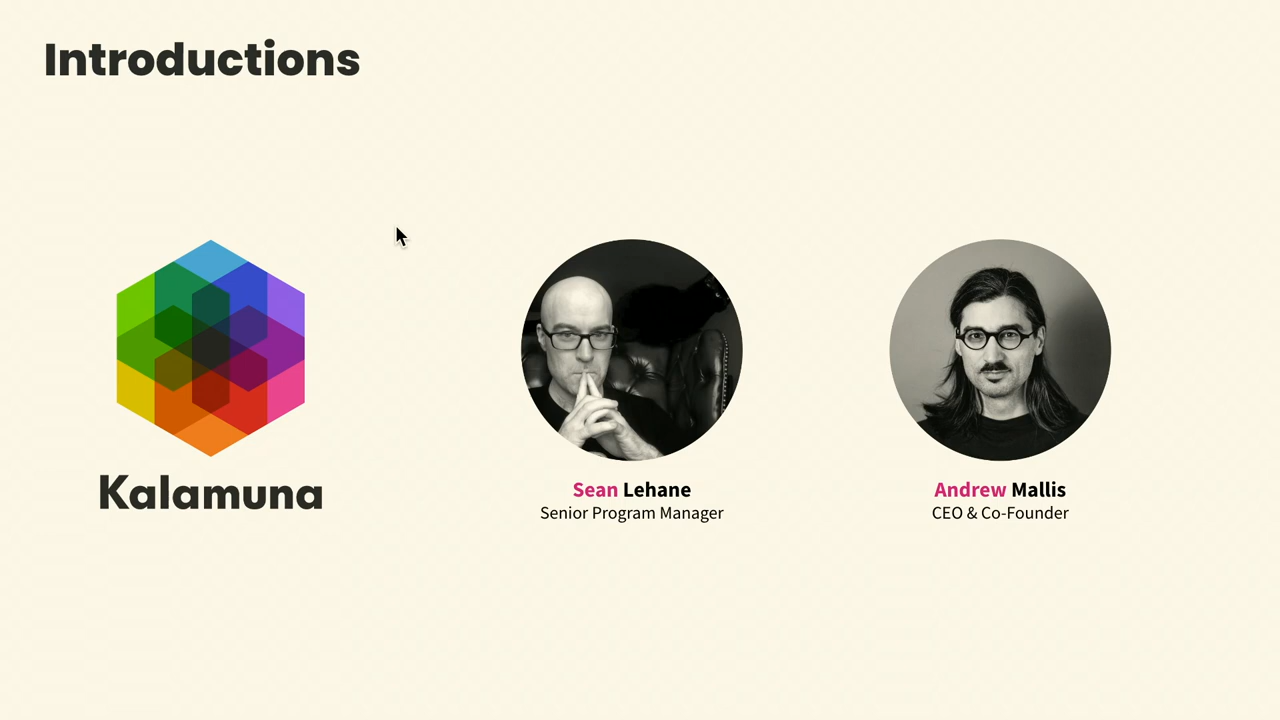 Introductions
Kalamuna
Sean Lehane
Senior Program Manager
Andrew Mallis
CEO & Co-Founder